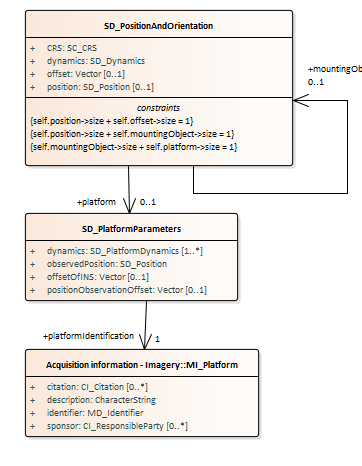 SD_PositionAndOrientation
+ CRS: SC_CRS
+ dynamics: SD_Dynamics
+ offset: Vector [0..1]
+ position: SD_Position [0..1]
constraints
{self.position->size + self.offset->size = 1}
{self.position->size + self.mountingObject->size = 1}
{self.mountingObject->size + self.platform->size = 1}
+mountingOb
0..1
+platform 0..1
SD_PlatformParameters
+ dynamics: SD_PlatformDynamics [1..*]
+ observedPosition: SD_Position
+ offsetOfINS: Vector [0..1]
+ positionObservationOffset: Vector [0..1]
+platformIdentification 1
Acquisition information - Imagery::MI_Platform
+ citation: CI_Citation [0..*]
+ description: CharacterString
+ identifier: MD_Identifier
+ sponsor: CI_ResponsibleParty [0..*]